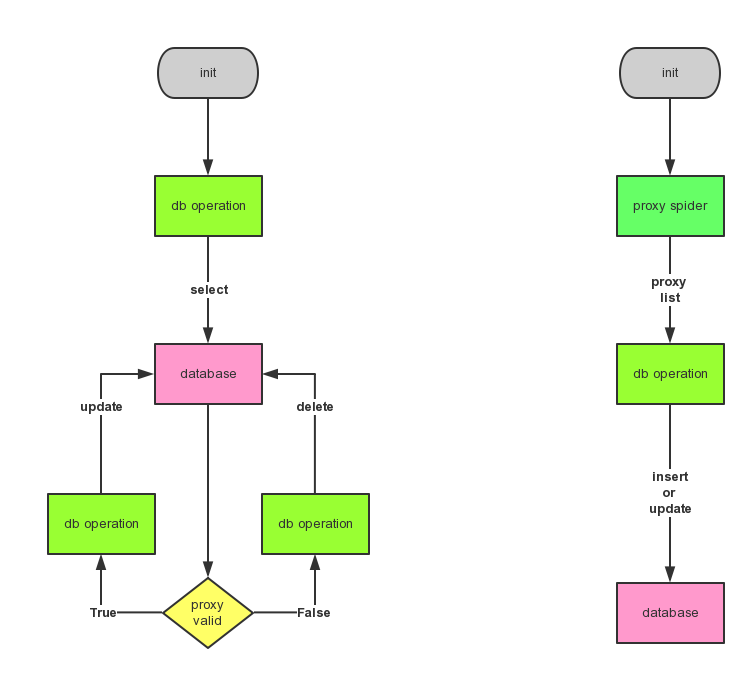 init
db operation
select
database
update
delete
db operation
db operation
proxy
valid
True
False
init
proxy spider
proxy
list
db operation
insert
or
update
database